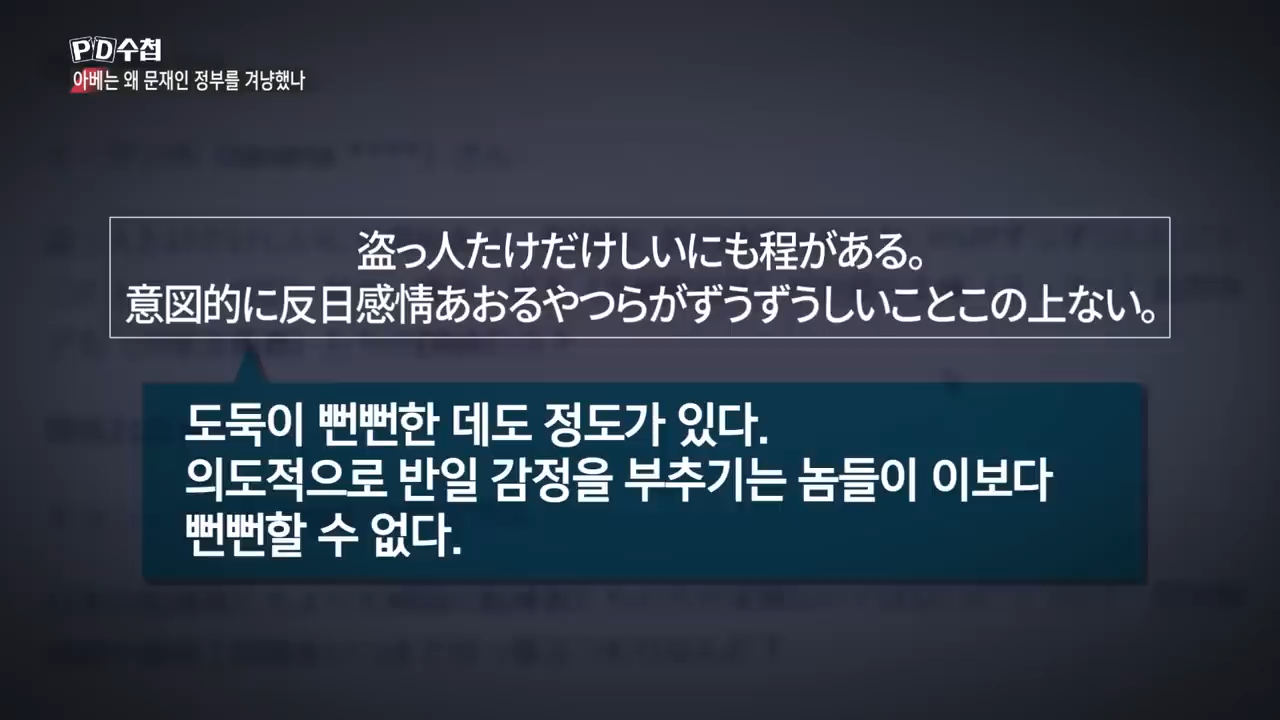 PD수첩
아베는 왜 문재인 정부를 겨냥했나
盗っ人たけだけしいにも程がある。
意図的に反日感情あおるやつらがずうずうしいことこの上ない。
도둑이 뻔뻔한 데도 정도가 있다.
의도적으로 반일 감정을 부추기는 놈들이 이보다
뻔뻔할 수 없다.